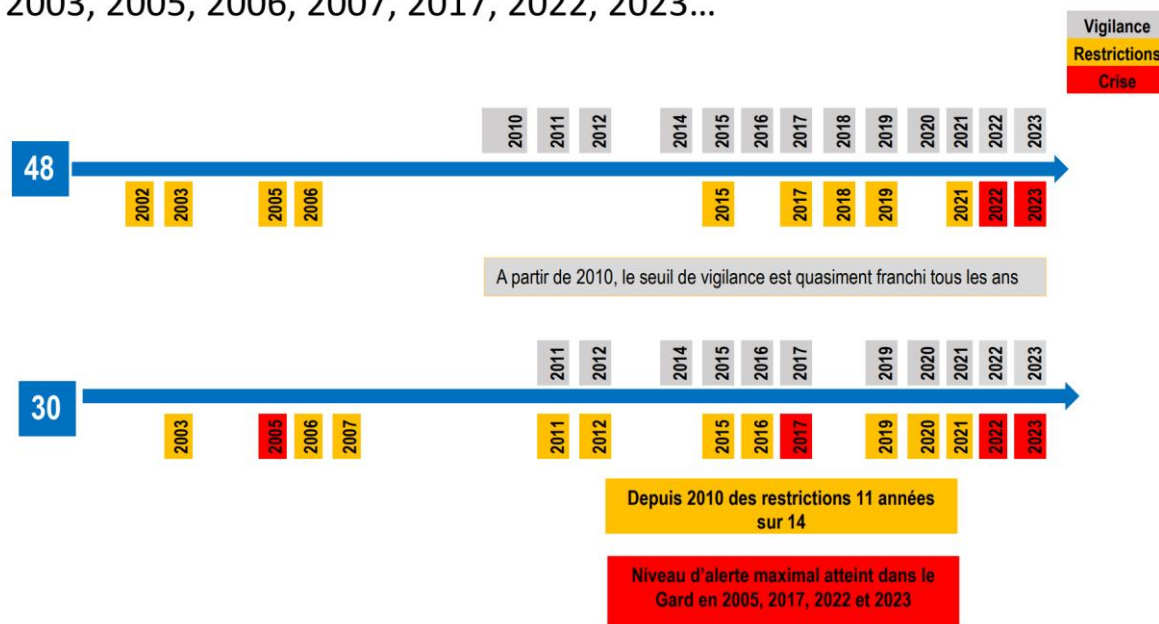 2003, 2005, 2006, 2007, 2017, 2022, 2023…
Vigilance
Restrictions
Crise
2010 2011 2012 2014 2015 2016 2017 2018 2019 2020 2021 2022 2023
48
2002 2003 2005 2006 2015 2017 2018 2019 2021 2022 2023
A partir de 2010, le seuil de vigilance est quasiment franchi tous les ans
2011 2012 2014 2015 2016 2017 2019 2020 2021 2022 2023
30
2003 2005 2006 2007 2011 2012 2015 2016 2017 2019 2020 2021 2022 2023
Depuis 2010 des restrictions 11 années
sur 14
Niveau d'alerte maximal atteint dans le
Gard en 2005, 2017, 2022 et 2023